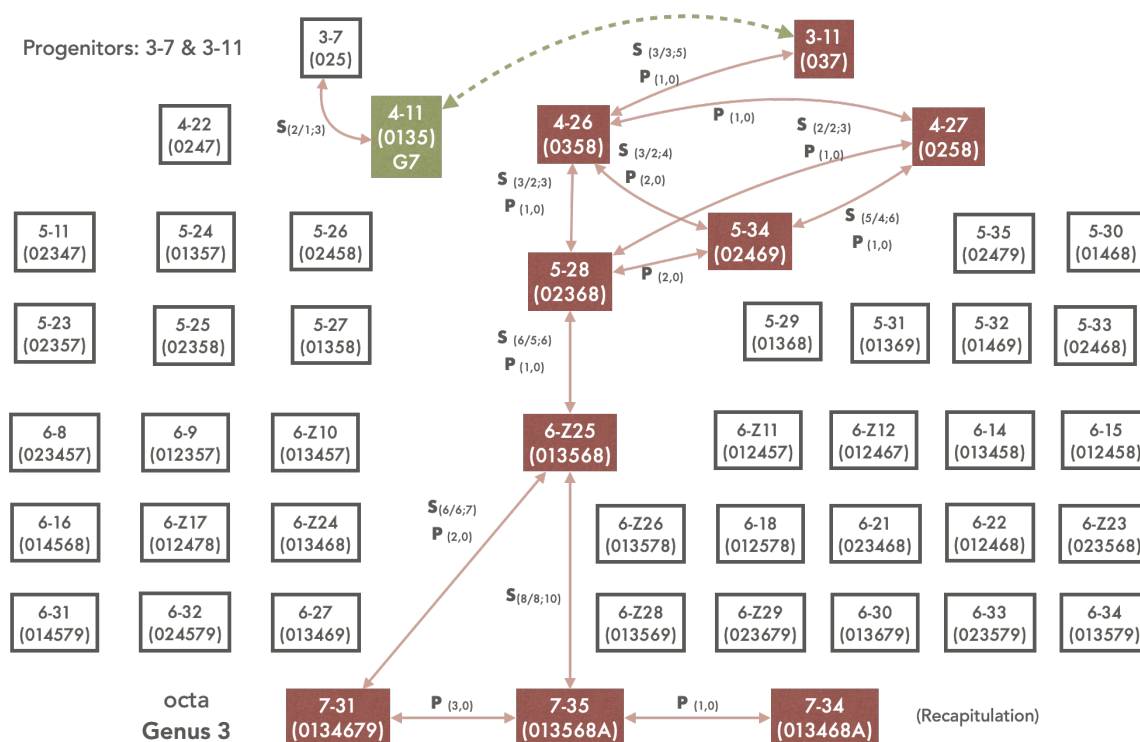 Progenitors: 3-7 & 3-11
3-7
(025)
3-11
(037)
S (3/3;5)
P (1,0)
4-22
(0247)
S(2/1;3)
4-11
(0135)
G7
4-26
(0358)
P (1,0)
S (2/2;3)
P (1,0)
4-27
(0258)
S (3/2;4)
P (2,0)
S (3/2;3)
P (1,0)
S (5/4;6)
P (1,0)
5-11
(02347)
5-24
(01357)
5-26
(02458)
5-34
(02469)
5-35
(02479)
5-30
(01468)
5-28
(02368)
P (2,0)
5-23
(02357)
5-25
(02358)
5-27
(01358)
S (6/5;6)
P (1,0)
5-29
(01368)
5-31
(01369)
5-32
(01469)
5-33
(02468)
6-8
(023457)
6-9
(012357)
6-Z10
(013457)
6-Z25
(013568)
6-Z11
(012457)
6-Z12
(012467)
6-14
(013458)
6-15
(012458)
S(6/6;7)
P (2,0)
6-16
(014568)
6-Z17
(012478)
6-Z24
(013468)
6-Z26
(013578)
6-18
(012578)
6-21
(023468)
6-22
(012468)
6-Z23
(023568)
S(8/8;10)
6-31
(014579)
6-32
(024579)
6-27
(013469)
6-Z28
(013569)
6-Z29
(023679)
6-30
(013679)
6-33
(023579)
6-34
(013579)
octa
Genus 3
7-31
(0134679)
P (3,0)
7-35
(013568A)
P (1,0)
7-34
(013468A)
(Recapitulation)